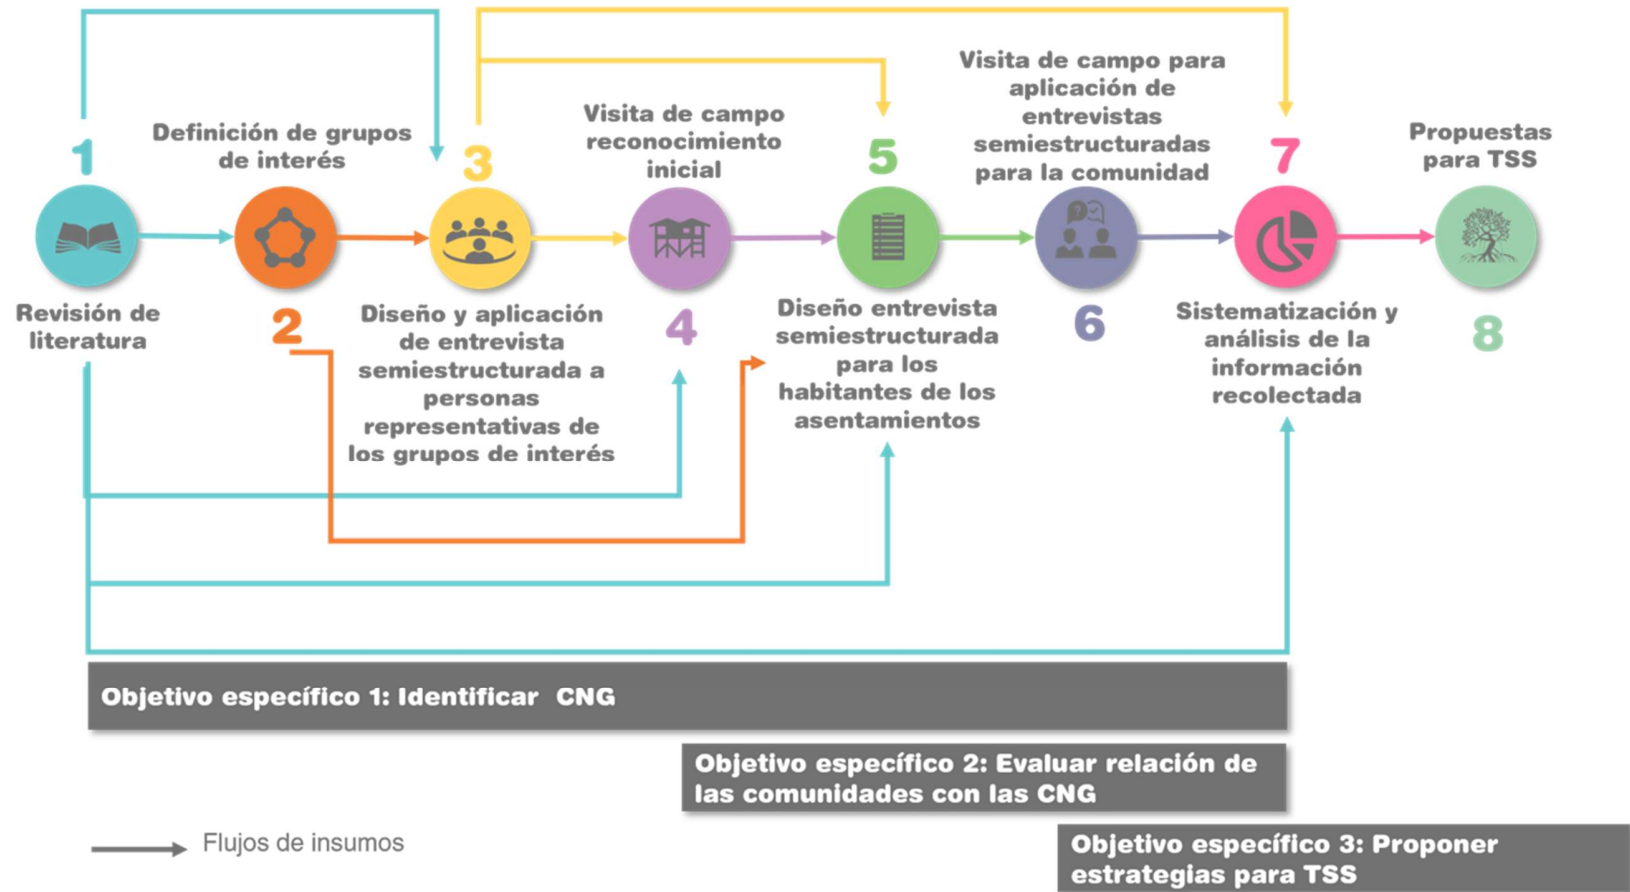 1
Revisión de
literatura
Definición de grupos
de interés
2
3
Diseño y aplicación
de entrevista
semiestructurada a
personas
representativas de
los grupos de interés
Visita de campo
reconocimiento
inicial
4
5
Diseño entrevista
semiestructurada
para los
habitantes de los
asentamientos
Visita de campo para
aplicación de
entrevistas
semiestructuradas
para la comunidad
6
7
Sistematización y
análisis de la
información
recolectada
Propuestas
para TSS
8
Objetivo específico 1: Identificar CNG
Objetivo específico 2: Evaluar relación de
las comunidades con las CNG
Objetivo específico 3: Proponer
estrategias para TSS
Flujos de insumos